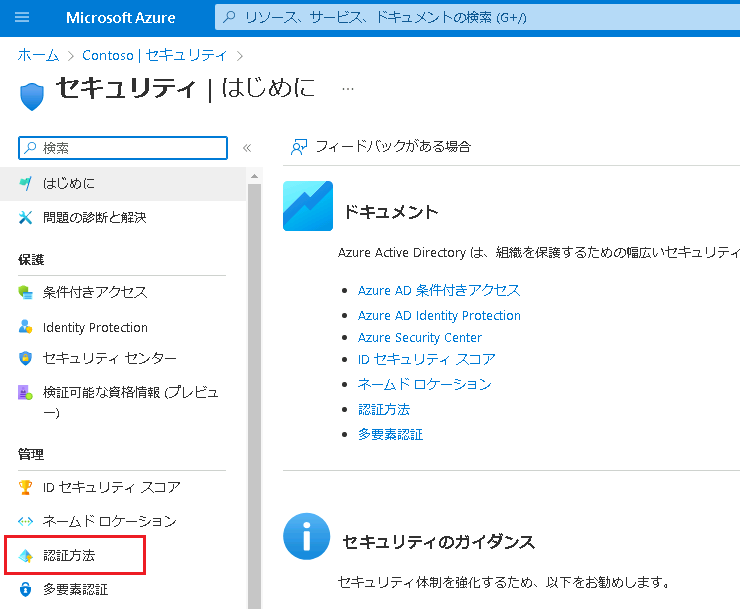 Microsoft Azure
リソース、サービス、ドキュメントの検索 (G+/)
ホーム > Contoso | セキュリティ >
セキュリティ | はじめに ...
検索 «
はじめに
問題の診断と解決
保護
条件付きアクセス
Identity Protection
セキュリティ センター
検証可能な資格情報 (プレビュ
ー)
管理
ID セキュリティ スコア
ネームド ロケーション
認証方法
多要素認証
フィードバックがある場合
ドキュメント
Azure Active Directory は、組織を保護するための幅広いセキュリティ
• Azure AD 条件付きアクセス
• Azure AD Identity Protection
• Azure Security Center
• ID セキュリティ スコア
• ネームド ロケーション
• 認証方法
• 多要素認証
セキュリティのガイダンス
セキュリティ体制を強化するため、以下をお勧めします。